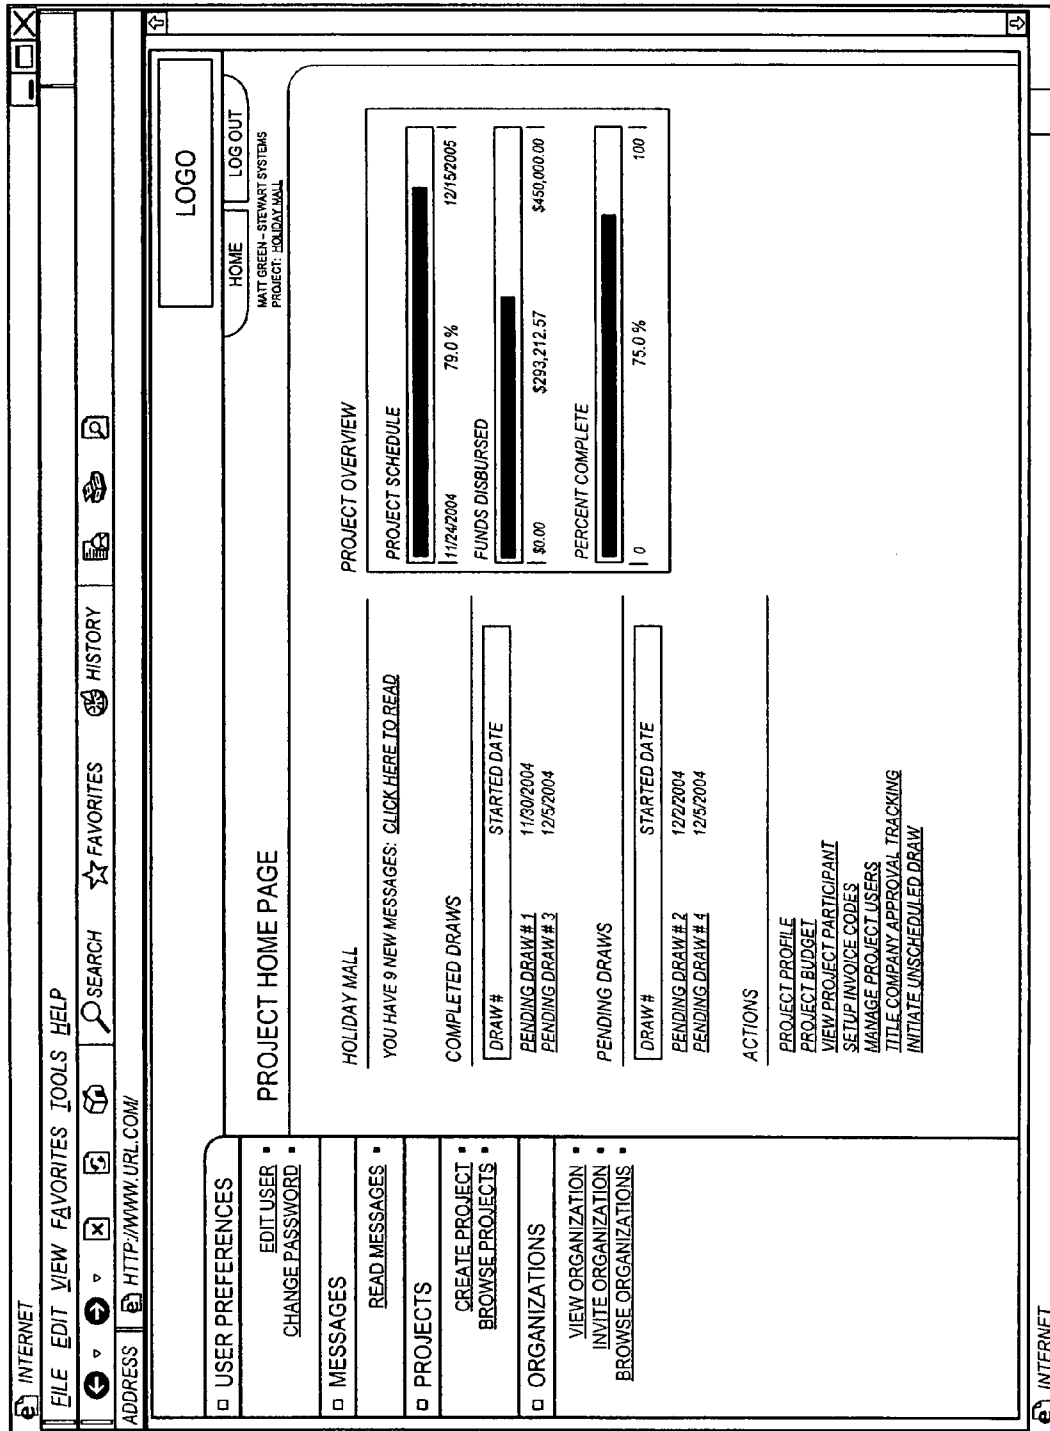 INTERNET
FILE EDIT VIEW FAVORITES TOOLS HELP
SEARCH FAVORITES HISTORY
ADDRESS HTTP://WWW.URL.COM/
LOGO
HOME LOG OUT
MATT GREEN – STEWART SYSTEMS
PROJECT: HOLIDAY MALL
USER PREFERENCES
EDIT USER
CHANGE PASSWORD
MESSAGES
READ MESSAGES
PROJECTS
CREATE PROJECT
BROWSE PROJECTS
ORGANIZATIONS
VIEW ORGANIZATION
INVITE ORGANIZATION
BROWSE ORGANIZATIONS
PROJECT HOME PAGE
HOLIDAY MALL
YOU HAVE 9 NEW MESSAGES: CLICK HERE TO READ
COMPLETED DRAWS
DRAW # STARTED DATE
PENDING DRAW # 1 11/30/2004
PENDING DRAW # 3 12/5/2004
PENDING DRAWS
DRAW # STARTED DATE
PENDING DRAW # 2 12/2/2004
PENDING DRAW # 4 12/5/2004
ACTIONS
PROJECT PROFILE
PROJECT BUDGET
VIEW PROJECT PARTICIPANT
SETUP INVOICE CODES
MANAGE PROJECT USERS
TITLE COMPANY APPROVAL TRACKING
INITIATE UNSCHEDULED DRAW
PROJECT OVERVIEW
PROJECT SCHEDULE
11/24/2004 79.0 % 12/15/2005
FUNDS DISBURSED
$0.00 $293,212.57 $450,000.00
PERCENT COMPLETE
0 75.0 % 100
INTERNET